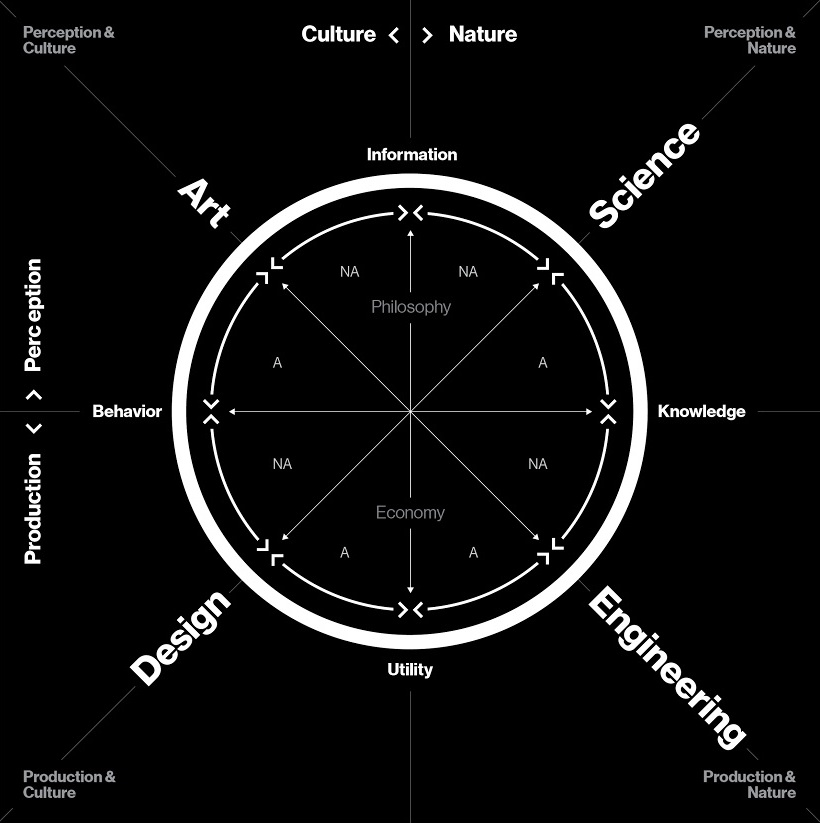 Perception &
Culture
Culture < > Nature
Perception &
Nature
Information
Art
Science
Perception
Production
NA
NA
Philosophy
A
A
Behavior
Knowledge
NA
NA
Economy
A
A
Design
Engineering
Utility
Production &
Culture
Production &
Nature